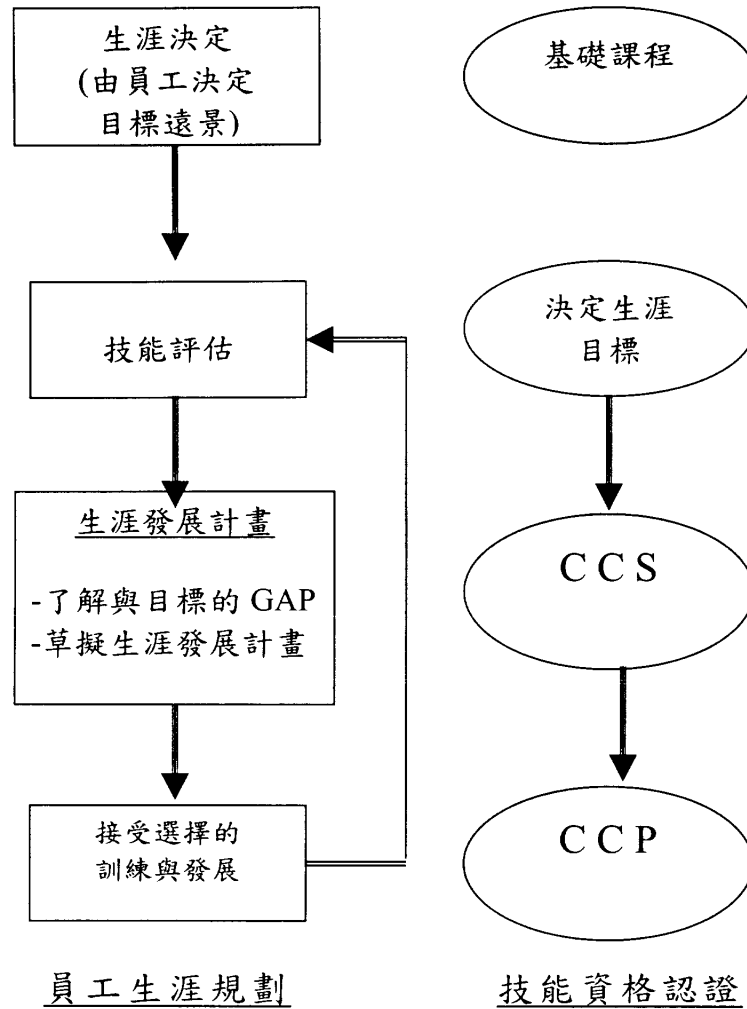 生涯決定
(由員工決定
目標遠景)
技能評估
生涯發展計畫
-了解與目標的 GAP
-草擬生涯發展計畫
接受選擇的
訓練與發展
員工生涯規劃
基礎課程
決定生涯
目標
C C S
C C P
技能資格認證